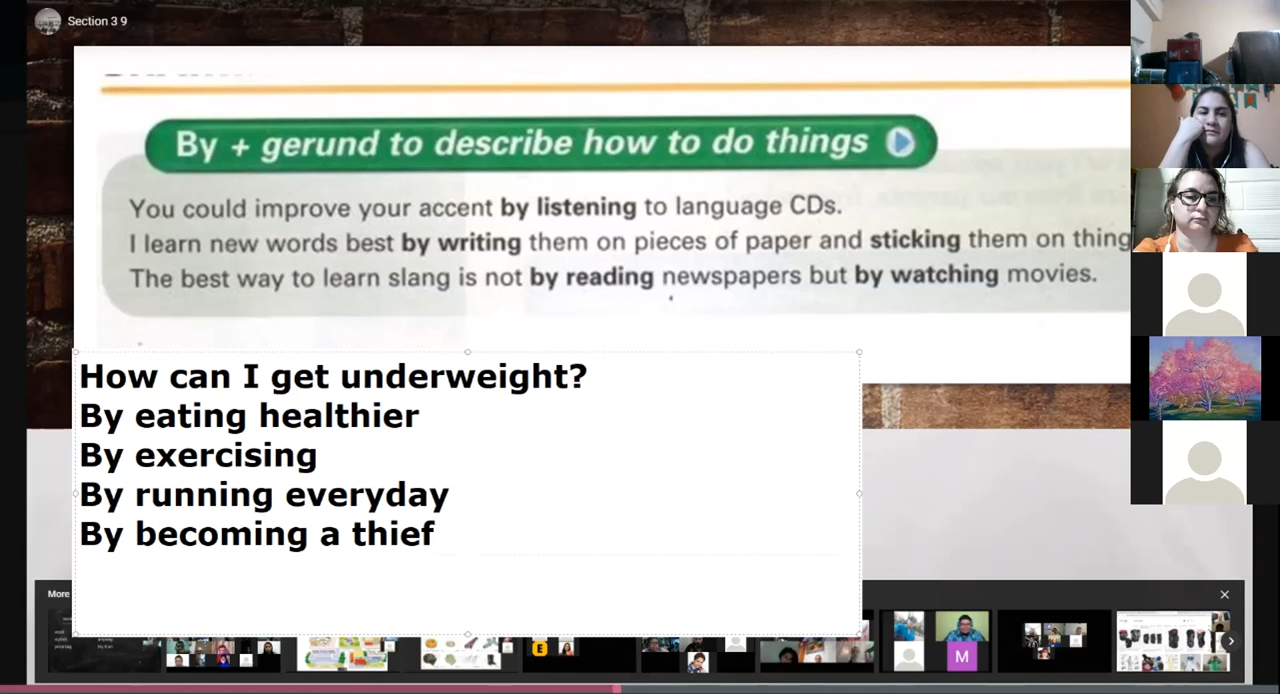 Section 3 9
By + gerund to describe how to do things
You could improve your accent by listening to language CDs.
I learn new words best by writing them on pieces of paper and sticking them on thing
The best way to learn slang is not by reading newspapers but by watching movies.
How can I get underweight?
By eating healthier
By exercising
By running everyday
By becoming a thief
More
E
M